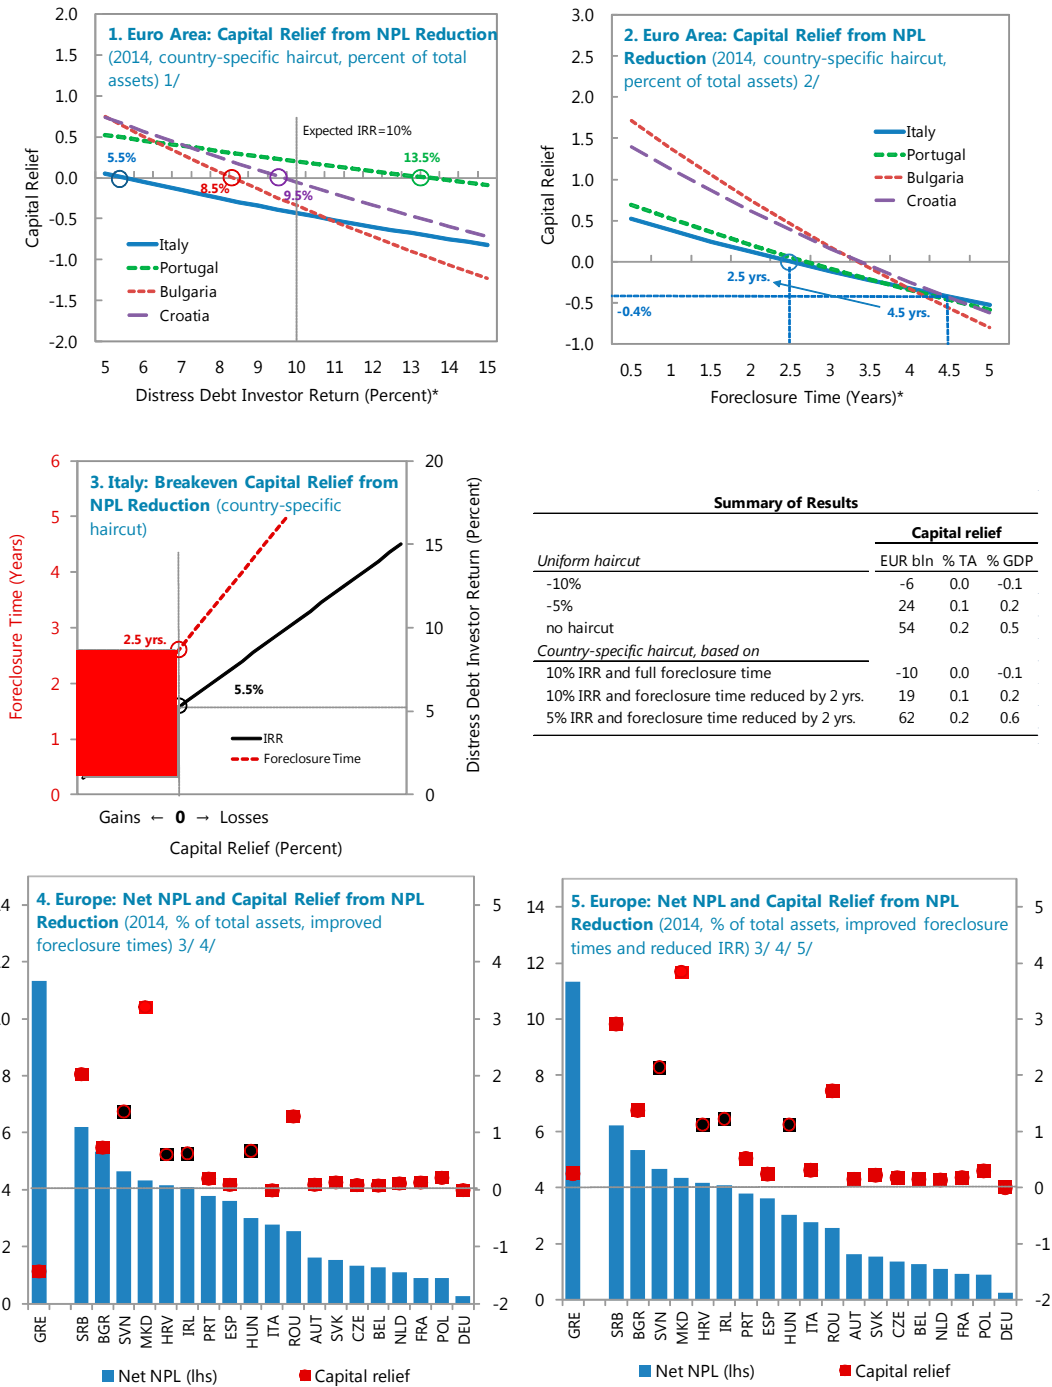 1. Euro Area: Capital Relief from NPL Reduction
(2014, country-specific haircut, percent of total
assets) 1/
2.0
1.5
1.0
0.5
0.0
-0.5
-1.0
-1.5
-2.0
Capital Relief
Expected IRR=10%
5.5%
8.5%
9.5%
13.5%
Italy
Portugal
Bulgaria
Croatia
5 6 7 8 9 10 11 12 13 14 15
Distress Debt Investor Return (Percent)*
2. Euro Area: Capital Relief from NPL
Reduction (2014, country-specific haircut,
percent of total assets) 2/
3.0
2.5
2.0
1.5
1.0
0.5
0.0
-0.5
-1.0
Capital Relief
Italy
Portugal
Bulgaria
Croatia
2.5 yrs.
4.5 yrs.
-0.4%
0.5 1 1.5 2 2.5 3 3.5 4 4.5 5
Foreclosure Time (Years)*
3. Italy: Breakeven Capital Relief from
NPL Reduction (country-specific
haircut)
6
5
4
3
2
1
0
Foreclosure Time (Years)
20
15
10
5
0
Distress Debt Investor Return (Percent)
2.5 yrs.
5.5%
IRR
Foreclosure Time
Gains ← 0 → Losses
Capital Relief (Percent)
Summary of Results
Capital relief
Uniform haircut EUR bln % TA % GDP
-10% -6 0.0 -0.1
-5% 24 0.1 0.2
no haircut 54 0.2 0.5
Country-specific haircut, based on
10% IRR and full foreclosure time -10 0.0 -0.1
10% IRR and foreclosure time reduced by 2 yrs. 19 0.1 0.2
5% IRR and foreclosure time reduced by 2 yrs. 62 0.2 0.6
4. Europe: Net NPL and Capital Relief from NPL
Reduction (2014, % of total assets, improved
foreclosure times) 3/ 4/
4
2
0
8
6
4
2
0
5
4
3
2
1
0
-1
-2
GRE SRB BGR SVN MKD HRV IRL PRT ESP HUN ITA ROU AUT SVK CZE BEL NLD FRA POL DEU
Net NPL (lhs) Capital relief
5. Europe: Net NPL and Capital Relief from NPL
Reduction (2014, % of total assets, improved foreclosure
times and reduced IRR) 3/ 4/ 5/
14
12
10
8
6
4
2
0
5
4
3
2
1
0
-1
-2
GRE SRB BGR SVN MKD HRV IRL PRT ESP HUN ITA ROU AUT SVK CZE BEL NLD FRA POL DEU
Net NPL (lhs) Capital relief